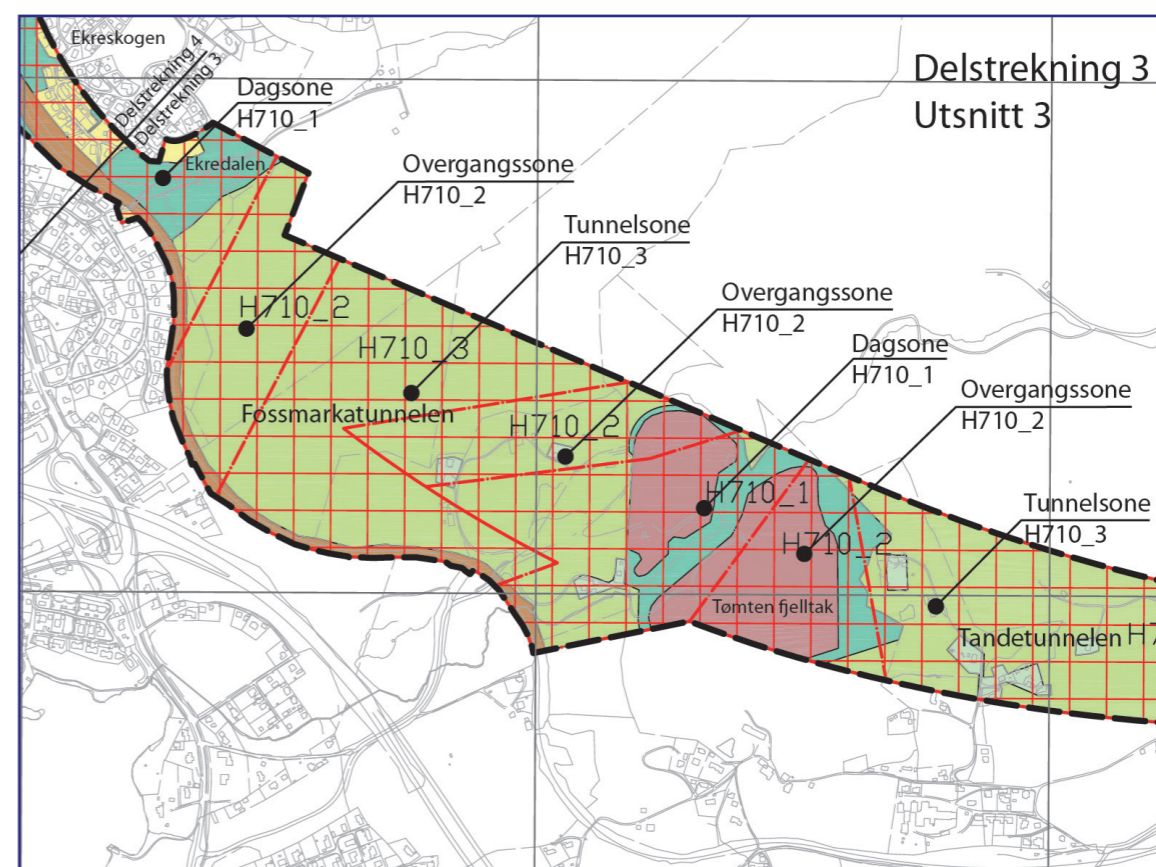 Delstrekning 3
Utsnitt 3
Ekreskogen
Delstrekning 4
Delstrekning 3
Dagsone
H710_1
Ekredalen
Overgangssone
H710_2
Tunnelsone
H710_3
H710_2
H710_3
Fossmarkatunnelen
Overgangssone
H710_2
Dagsone
H710_1
Overgangssone
H710_2
H710_2
H710_1
H710_2
Tunnelsone
H710_3
Tømten fjelltak
Tandetunnelen